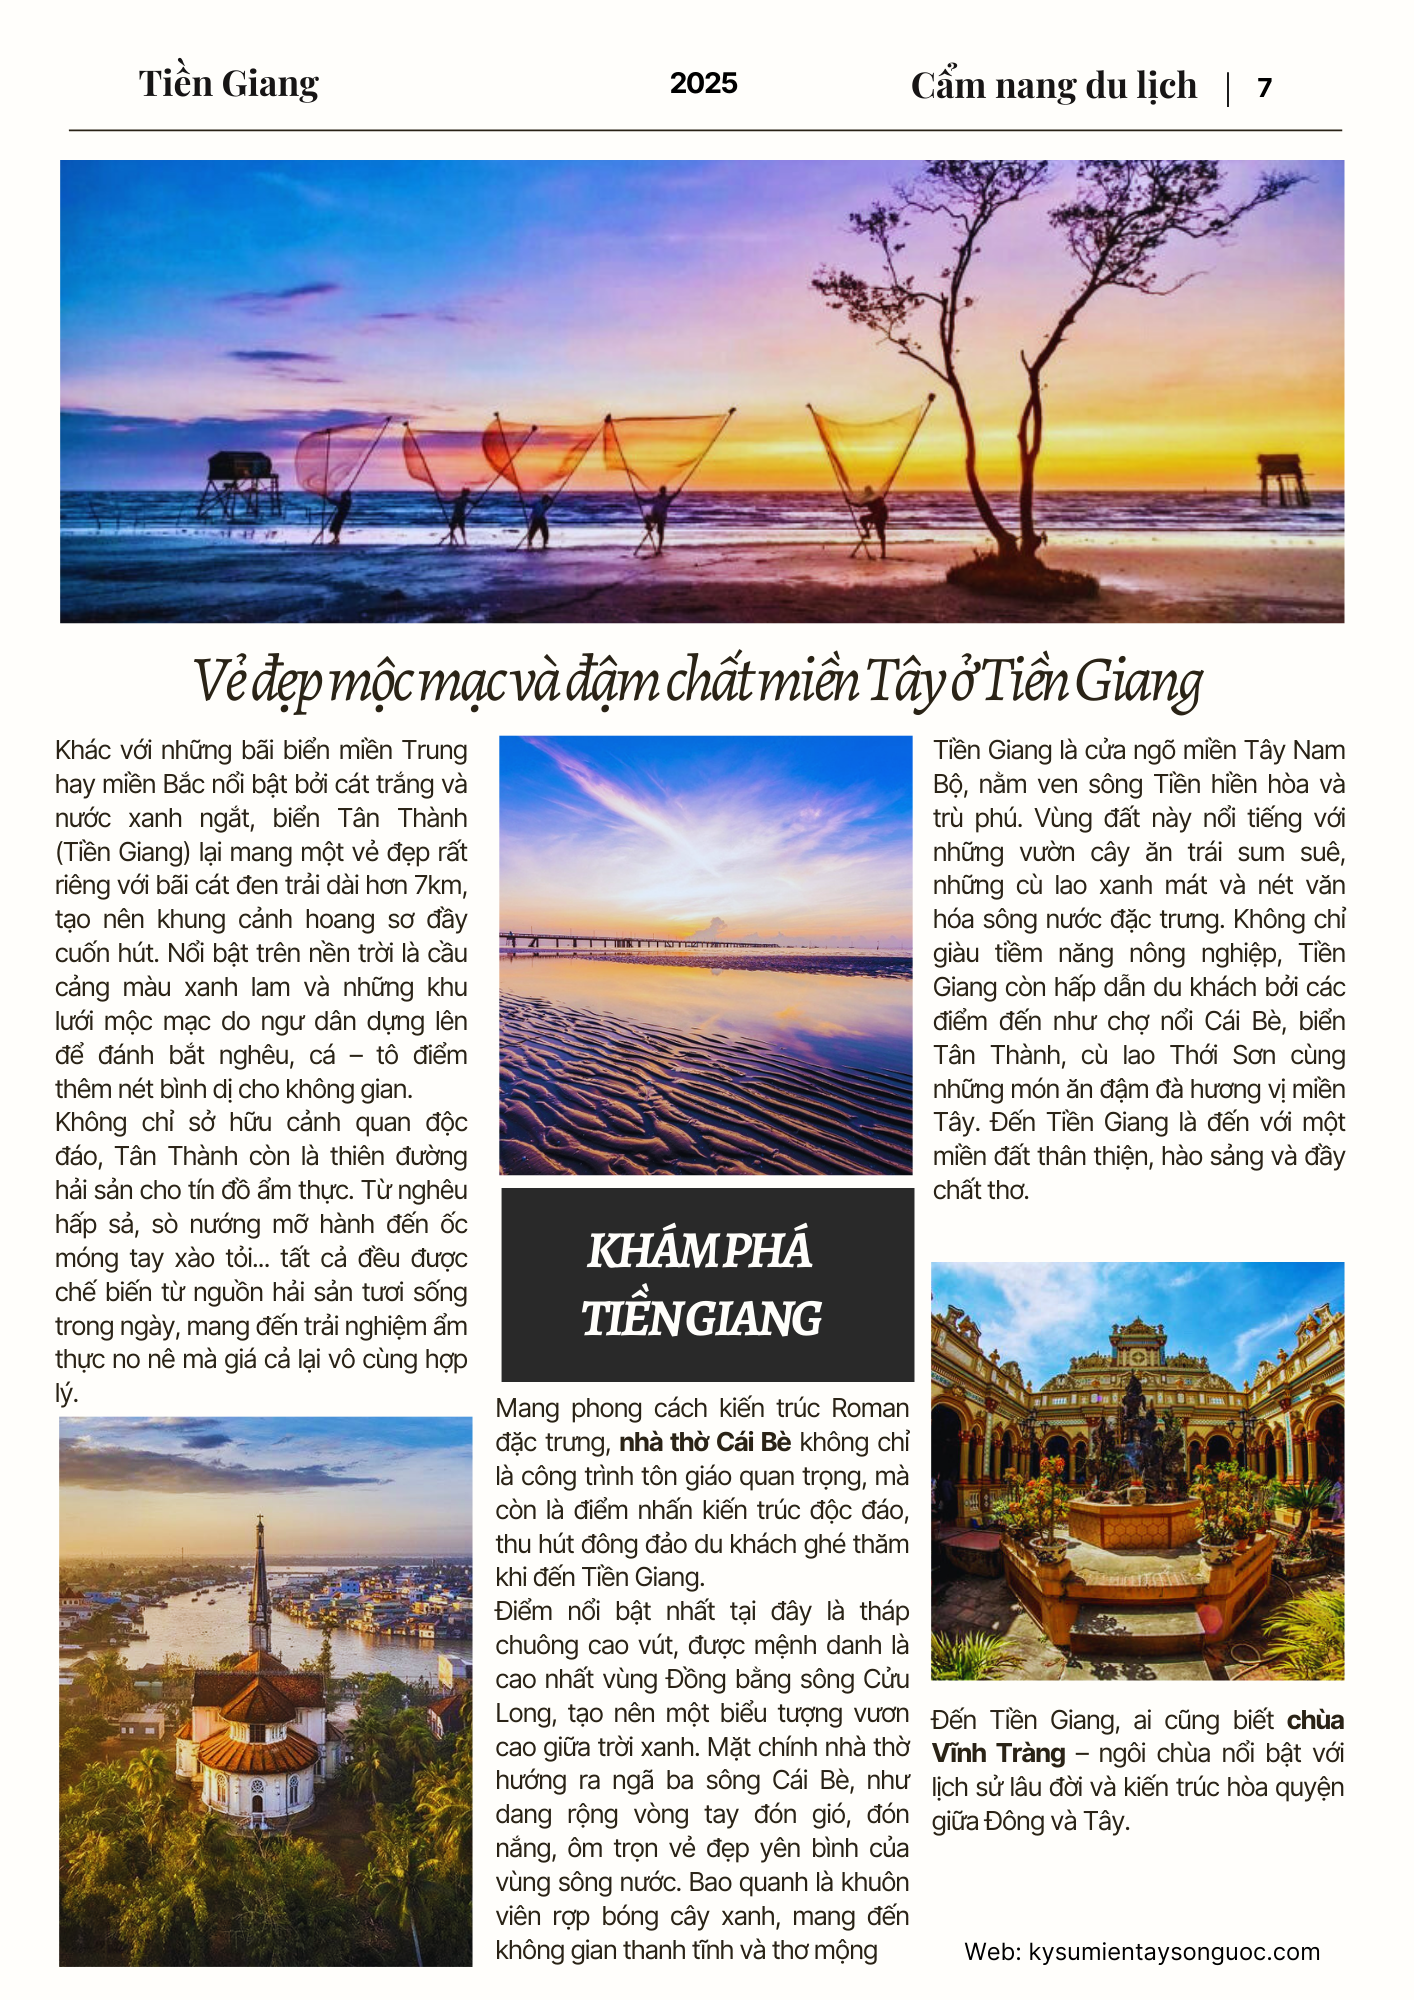 Tiền Giang
2025
Cẩm nang du lịch | 7
Vẻ đẹp mộc mạc và đậm chất miền Tây ở Tiền Giang
Khác với những bãi biển miền Trung
hay miền Bắc nổi bật bởi cát trắng và
nước xanh ngắt, biển Tân Thành
(Tiền Giang) lại mang một vẻ đẹp rất
riêng với bãi cát đen trải dài hơn 7km,
tạo nên khung cảnh hoang sơ đầy
cuốn hút. Nổi bật trên nền trời là cầu
cảng màu xanh lam và những khu
lưới mộc mạc do ngư dân dựng lên
để đánh bắt nghêu, cá – tô điểm
thêm nét bình dị cho không gian.
Không chỉ sở hữu cảnh quan độc
đáo, Tân Thành còn là thiên đường
hải sản cho tín đồ ẩm thực. Từ nghêu
hấp sả, sò nướng mỡ hành đến ốc
móng tay xào tỏi... tất cả đều được
chế biến từ nguồn hải sản tươi sống
trong ngày, mang đến trải nghiệm ẩm
thực no nê mà giá cả lại vô cùng hợp
lý.
KHÁM PHÁ
TIỀN GIANG
Mang phong cách kiến trúc Roman
đặc trưng, nhà thờ Cái Bè không chỉ
là công trình tôn giáo quan trọng, mà
còn là điểm nhấn kiến trúc độc đáo,
thu hút đông đảo du khách ghé thăm
khi đến Tiền Giang.
Điểm nổi bật nhất tại đây là tháp
chuông cao vút, được mệnh danh là
cao nhất vùng Đồng bằng sông Cửu
Long, tạo nên một biểu tượng vươn
cao giữa trời xanh. Mặt chính nhà thờ
hướng ra ngã ba sông Cái Bè, như
dang rộng vòng tay đón gió, đón
nắng, ôm trọn vẻ đẹp yên bình của
vùng sông nước. Bao quanh là khuôn
viên rợp bóng cây xanh, mang đến
không gian thanh tĩnh và thơ mộng
Tiền Giang là cửa ngõ miền Tây Nam
Bộ, nằm ven sông Tiền hiền hòa và
trù phú. Vùng đất này nổi tiếng với
những vườn cây ăn trái sum suê,
những cù lao xanh mát và nét văn
hóa sông nước đặc trưng. Không chỉ
giàu tiềm năng nông nghiệp, Tiền
Giang còn hấp dẫn du khách bởi các
điểm đến như chợ nổi Cái Bè, biển
Tân Thành, cù lao Thới Sơn cùng
những món ăn đậm đà hương vị miền
Tây. Đến Tiền Giang là đến với một
miền đất thân thiện, hào sảng và đầy
chất thơ.
Đến Tiền Giang, ai cũng biết chùa
Vĩnh Tràng – ngôi chùa nổi bật với
lịch sử lâu đời và kiến trúc hòa quyện
giữa Đông và Tây.
Web: kysumientaysonguoc.com